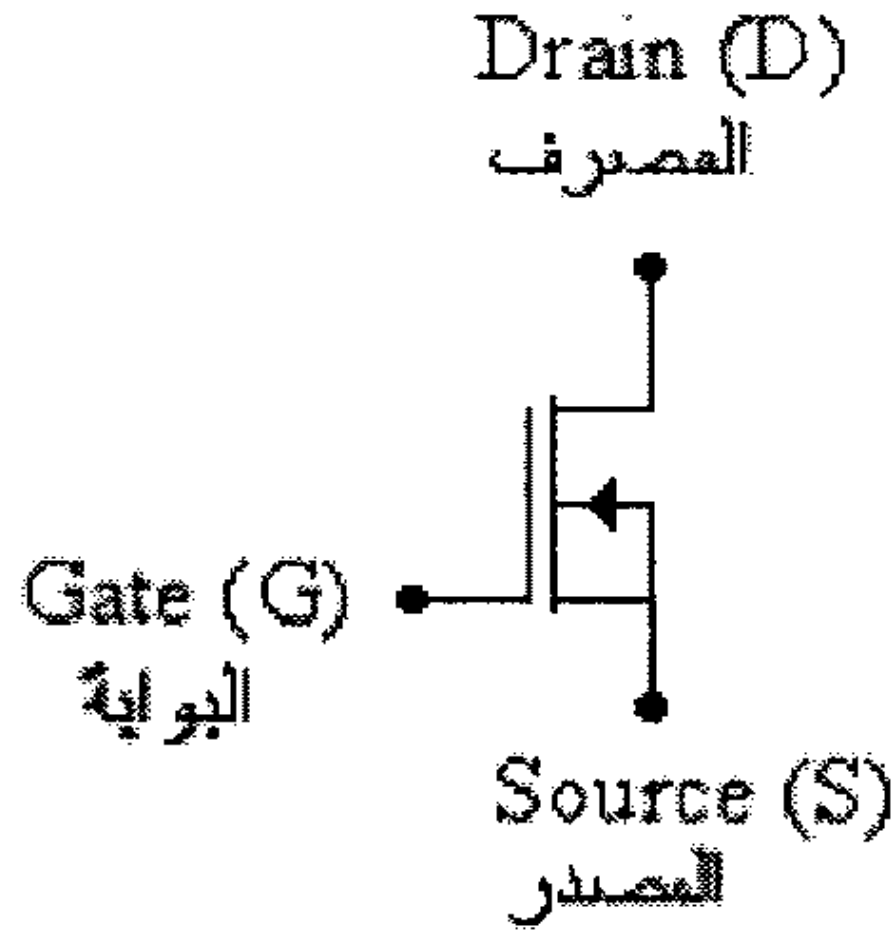 Drain (D)
المصرف
Gate (G)
البوابة
Source (S)
المصدر